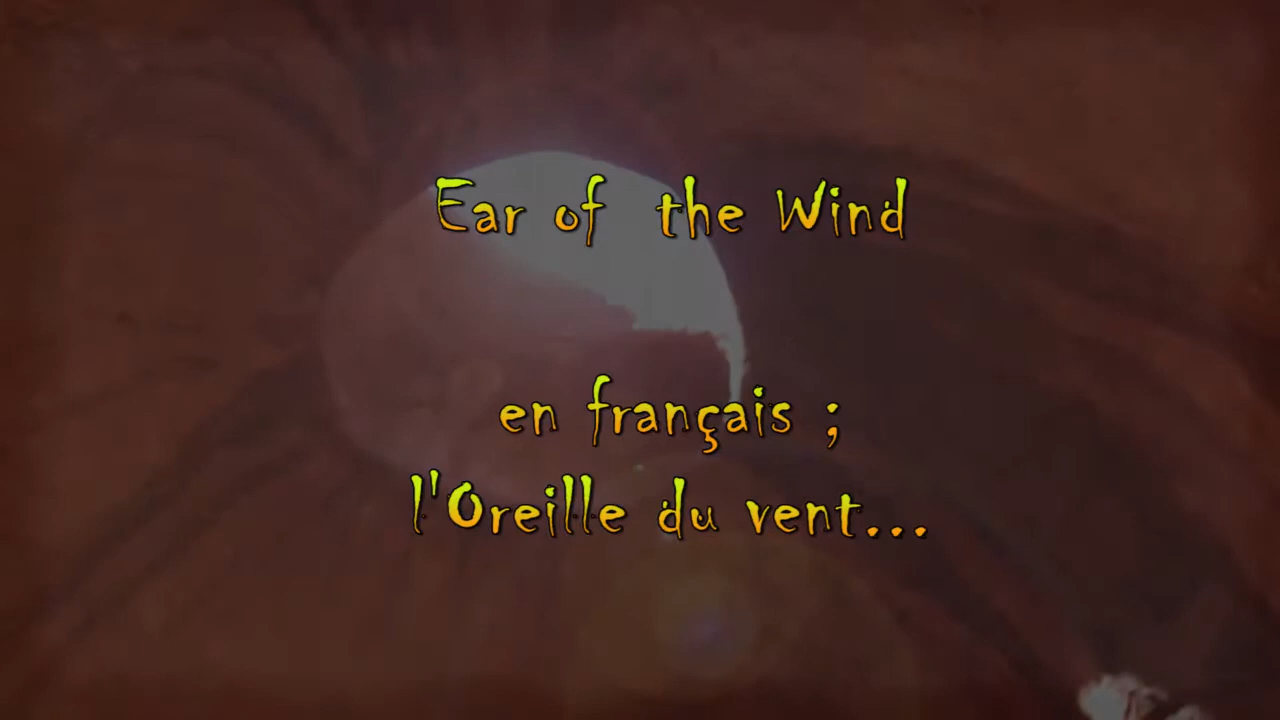 Ear of the Wind
en français ;
l'Oreille du vent...